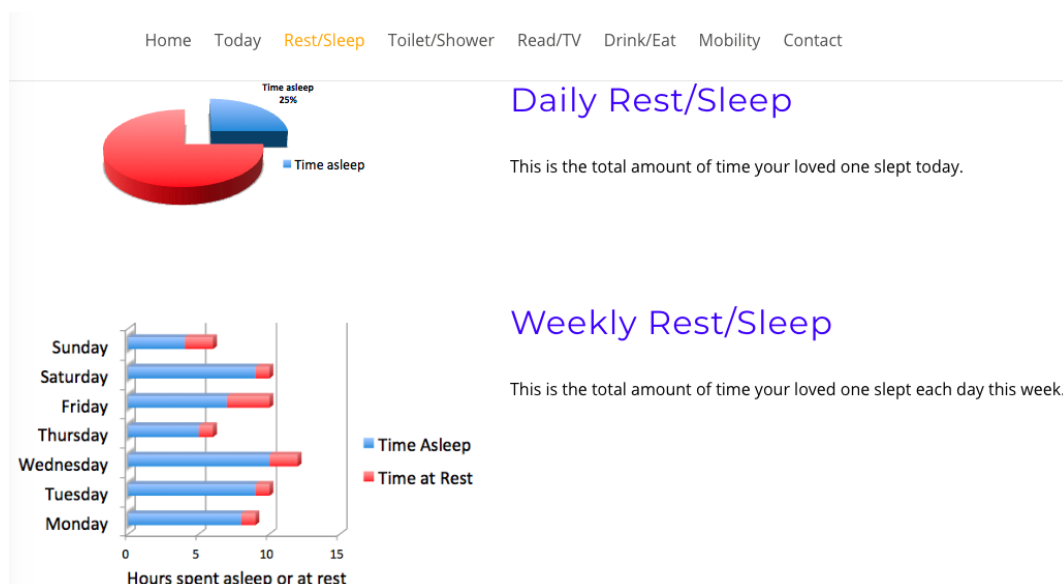 Home Today Rest/Sleep Toilet/Shower Read/TV Drink/Eat Mobility Contact
Time asleep
25%
Time asleep
Daily Rest/Sleep
This is the total amount of time your loved one slept today.
Sunday
Saturday
Friday
Thursday
Wednesday
Tuesday
Monday
0 5 10 15
Hours spent asleep or at rest
Time Asleep
Time at Rest
Weekly Rest/Sleep
This is the total amount of time your loved one slept each day this week.